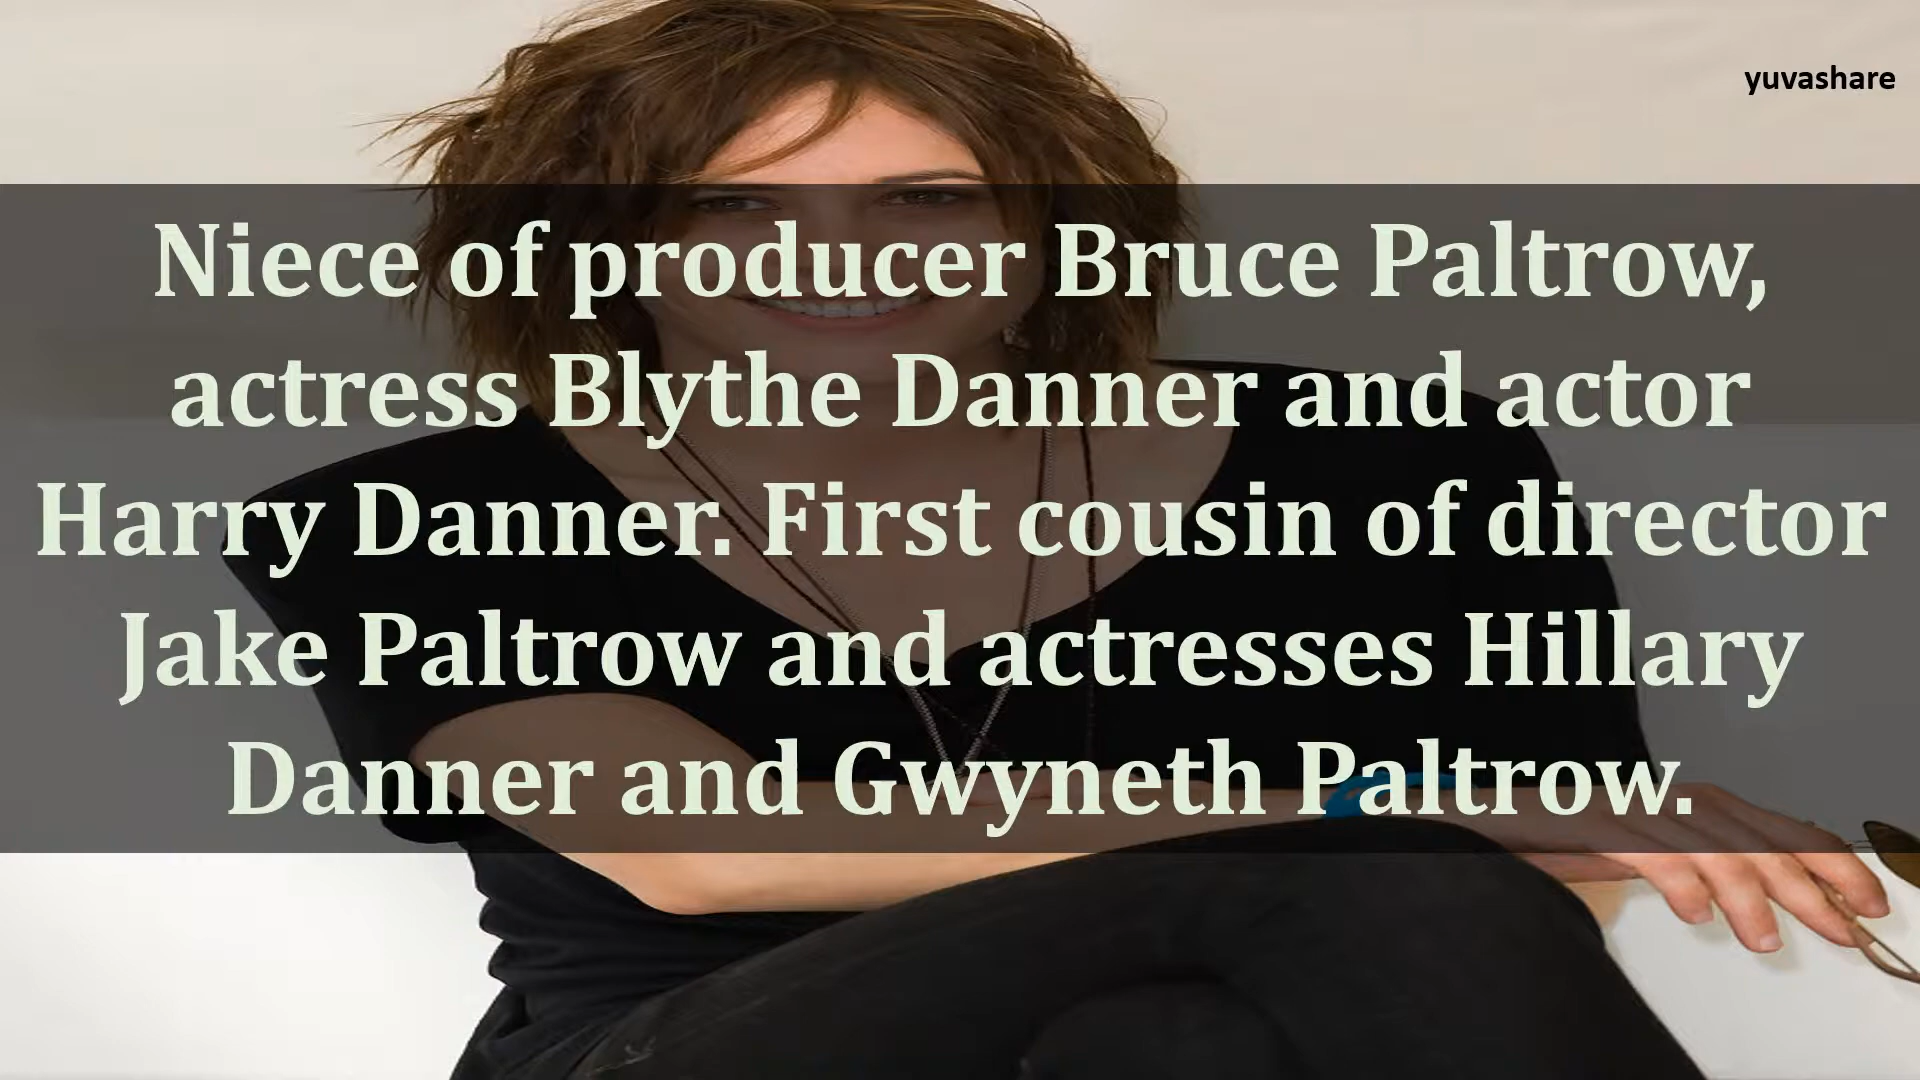 yuvashare
Niece of producer Bruce Paltrow,
actress Blythe Danner and actor
Harry Danner. First cousin of director
Jake Paltrow and actresses Hillary
Danner and Gwyneth Paltrow.